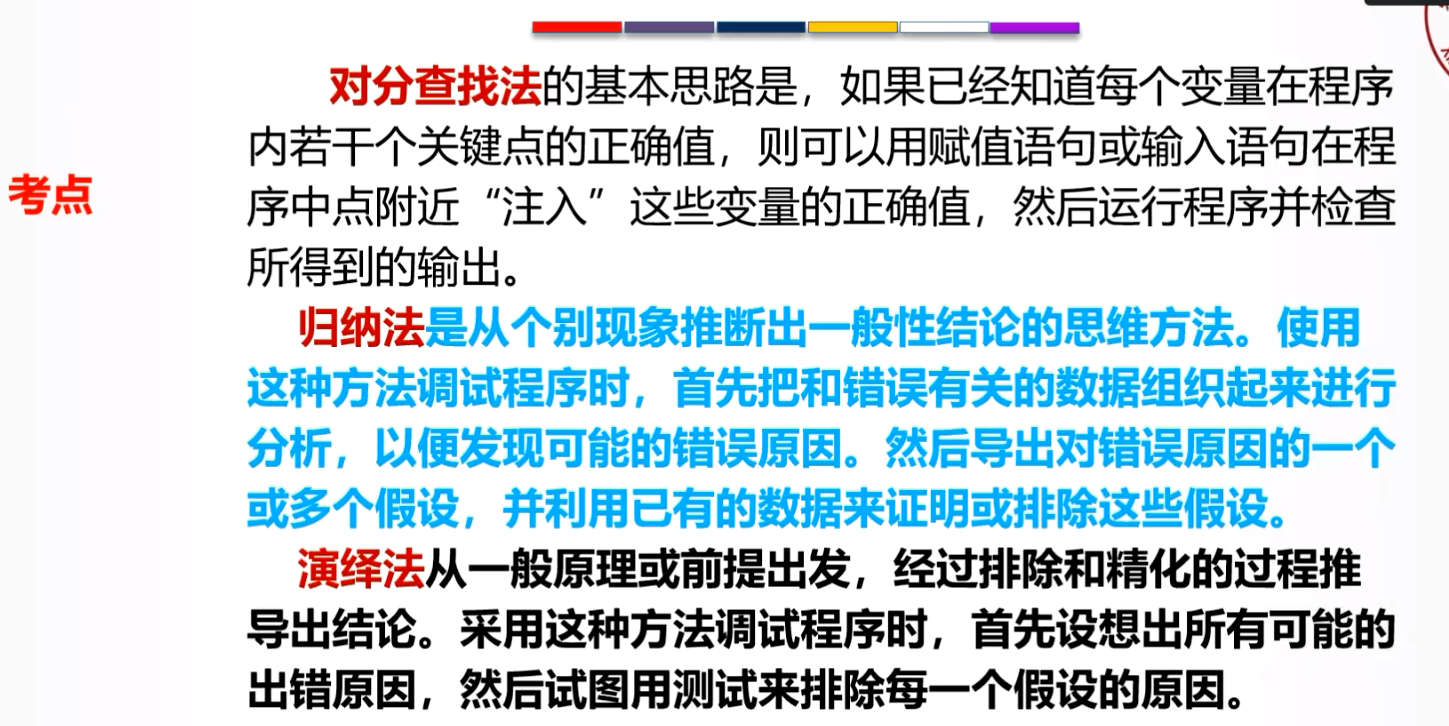 对分查找法的基本思路是，如果已经知道每个变量在程序
内若干个关键点的正确值，则可以用赋值语句或输入语句在程
考点
序中点附近“注入”这些变量的正确值，然后运行程序并检查
所得到的输出。
归纳法是从个别现象推断出一般性结论的思维方法。使用
这种方法调试程序时，首先把和错误有关的数据组织起来进行
分析，以便发现可能的错误原因。然后导出对错误原因的一个
或多个假设，并利用已有的数据来证明或排除这些假设。
演绎法从一般原理或前提出发，经过排除和精化的过程推
导出结论。采用这种方法调试程序时，首先设想出所有可能的
出错原因，然后试图用测试来排除每一个假设的原因。